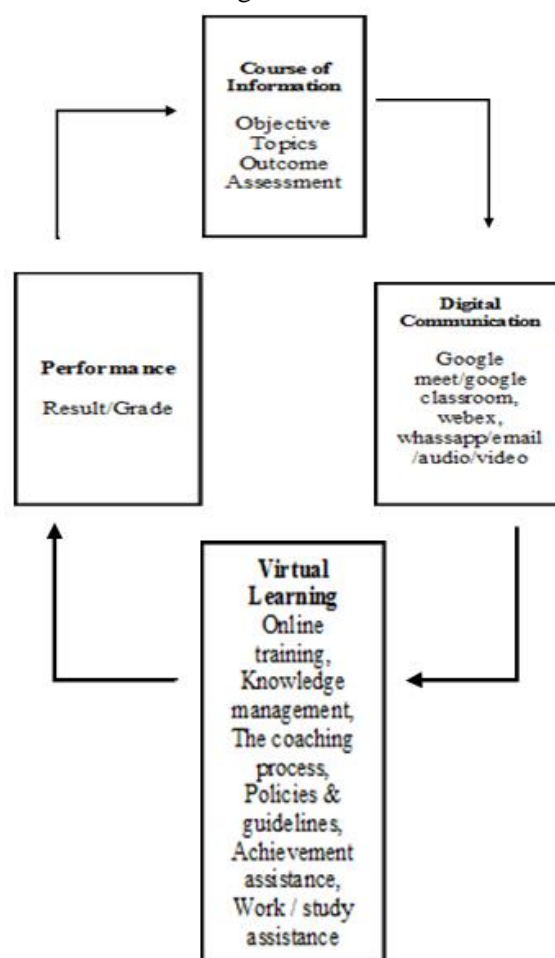 Course of
Information
Objective
Topics
Outcome
Assessment
Digital
Communication
Google
meet/google
classroom,
webex,
whassapp/email
/audio/video
Virtual
Learning
Online
training,
Knowledge
management,
The coaching
process,
Policies &
guidelines,
Achievement
assistance,
Work / study
assistance
Performance
Result/Grade